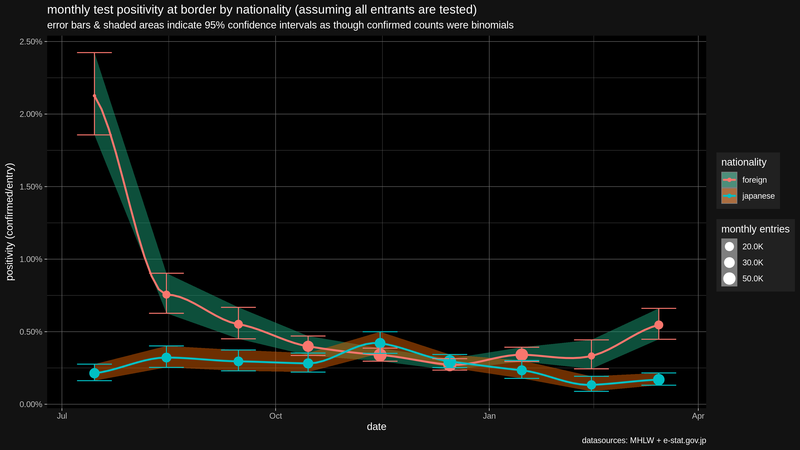 monthly test positivity at border by nationality (assuming all entrants are tested)
error bars & shaded areas indicate 95% confidence intervals as though confirmed counts were binomials
positivity (confirmed/entry)
2.50%
2.00%
1.50%
1.00%
0.50%
0.00%
Jul
Oct
Jan
Apr
date
nationality
foreign
japanese
monthly entries
20.0K
30.0K
50.0K
datasources: MHLW + e-stat.gov.jp